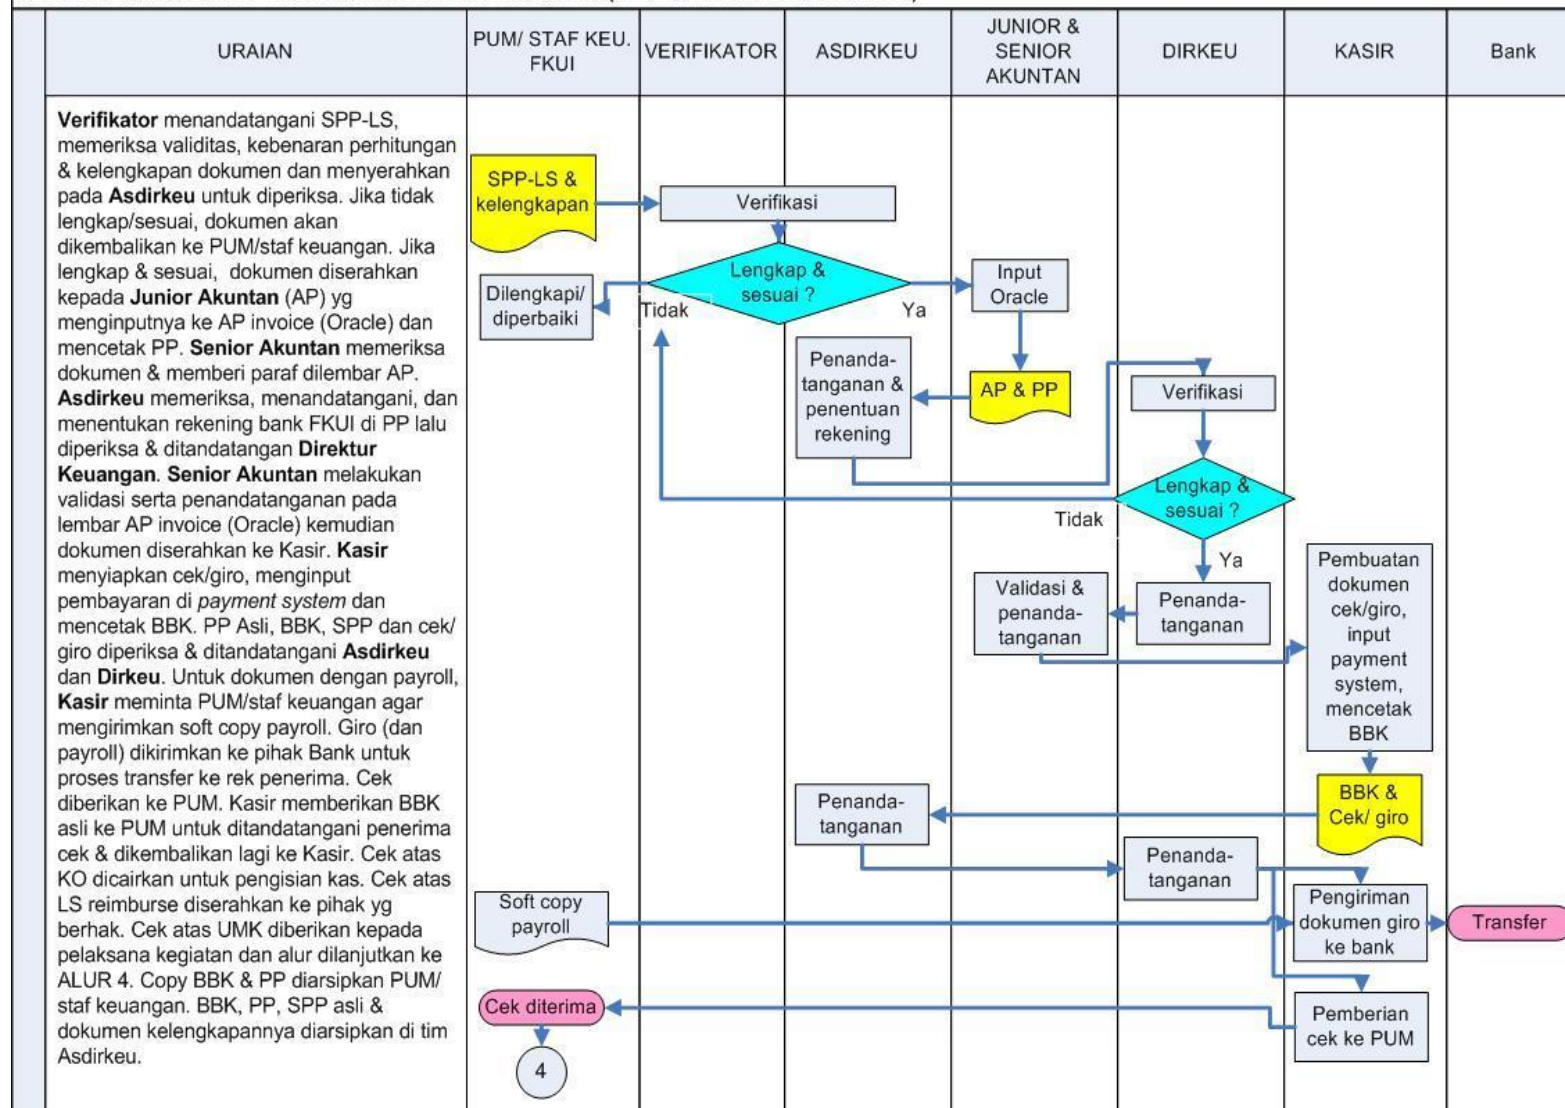 URAIAN
PUM/ STAF KEU.
FKUI
VERIFIKATOR
ASDIRKEU
JUNIOR &
SENIOR
AKUNTAN
DIRKEU
KASIR
Bank
Verifikator menandatangani SPP-LS,
memeriksa validitas, kebenaran perhitungan
& kelengkapan dokumen dan menyerahkan
pada Asdirkeu untuk diperiksa. Jika tidak
lengkap/sesuai, dokumen akan
dikembalikan ke PUM/staf keuangan. Jika
lengkap & sesuai, dokumen diserahkan
kepada Junior Akuntan (AP) yg
menginputnya ke AP invoice (Oracle) dan
mencetak PP. Senior Akuntan memeriksa
dokumen & memberi paraf dilembar AP.
Asdirkeu memeriksa, menandatangani, dan
menentukan rekening bank FKUI di PP lalu
diperiksa & ditandatangan Direktur
Keuangan. Senior Akuntan melakukan
validasi serta penandatanganan pada
lembar AP invoice (Oracle) kemudian
dokumen diserahkan ke Kasir. Kasir
menyiapkan cek/giro, menginput
pembayaran di payment system dan
mencetak BBK. PP Asli, BBK, SPP dan cek/
giro diperiksa & ditandatangani Asdirkeu
dan Dirkeu. Untuk dokumen dengan payroll,
Kasir meminta PUM/staf keuangan agar
mengirimkan soft copy payroll. Giro (dan
payroll) dikirimkan ke pihak Bank untuk
proses transfer ke rek penerima. Cek
diberikan ke PUM. Kasir memberikan BBK
asli ke PUM untuk ditandatangani penerima
cek & dikembalikan lagi ke Kasir. Cek atas
KO dicairkan untuk pengisian kas. Cek atas
LS reimburse diserahkan ke pihak yg
berhak. Cek atas UMK diberikan kepada
pelaksana kegiatan dan alur dilanjutkan ke
ALUR 4. Copy BBK & PP diarsipkan PUM/
staf keuangan. BBK, PP, SPP asli &
dokumen kelengkapannya diarsipkan di tim
Asdirkeu.
SPP-LS &
kelengkapan
Verifikasi
Lengkap &
sesuai ?
Tidak
Ya
Dilengkapi/
diperbaiki
Input
Oracle
AP & PP
Penanda-
tanganan &
penentuan
rekening
Verifikasi
Lengkap &
sesuai ?
Tidak
Ya
Penanda-
tanganan
Validasi &
penanda-
tanganan
Pembuatan
dokumen
cek/giro,
input
payment
system,
mencetak
BBK
BBK &
Cek/ giro
Penanda-
tanganan
Penanda-
tanganan
Soft copy
payroll
Pengiriman
dokumen giro
ke bank
Transfer
Pemberian
cek ke PUM
Cek diterima
4